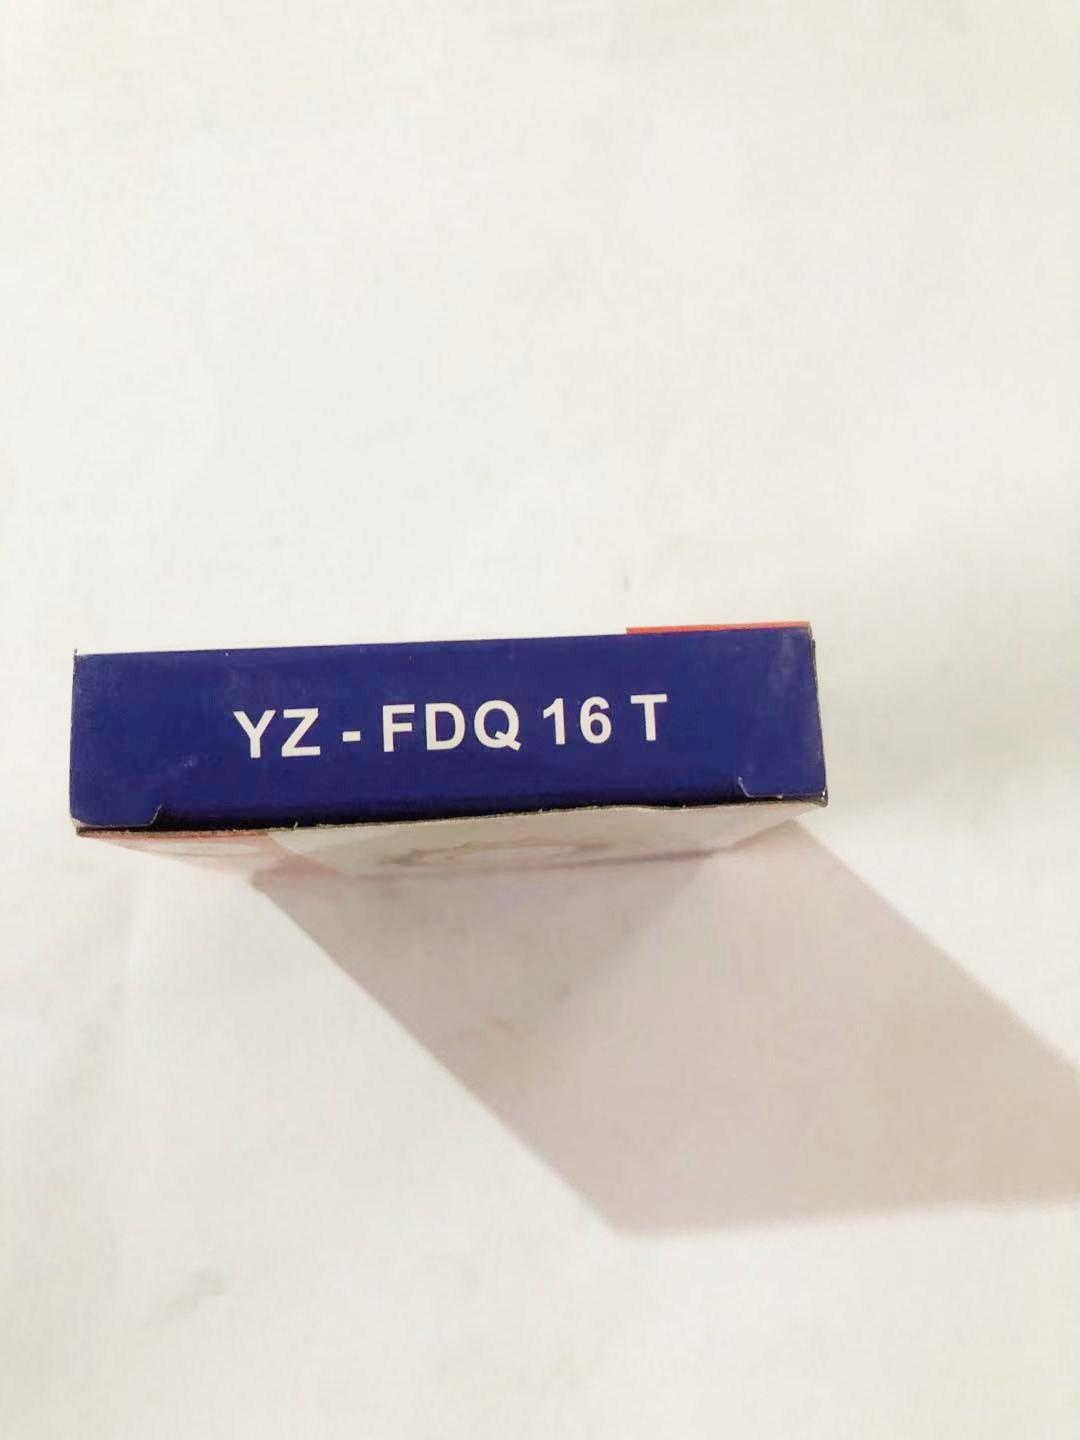 YZ - FDQ 16 T